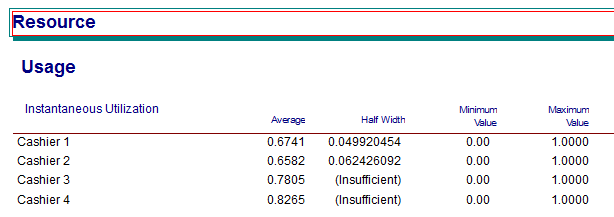 Resource
Usage
Instantaneous Utilization Average Half Width Minimum Value Maximum Value
Cashier 1 0.6741 0.049920454 0.00 1.0000
Cashier 2 0.6582 0.062426092 0.00 1.0000
Cashier 3 0.7805 (Insufficient) 0.00 1.0000
Cashier 4 0.8265 (Insufficient) 0.00 1.0000